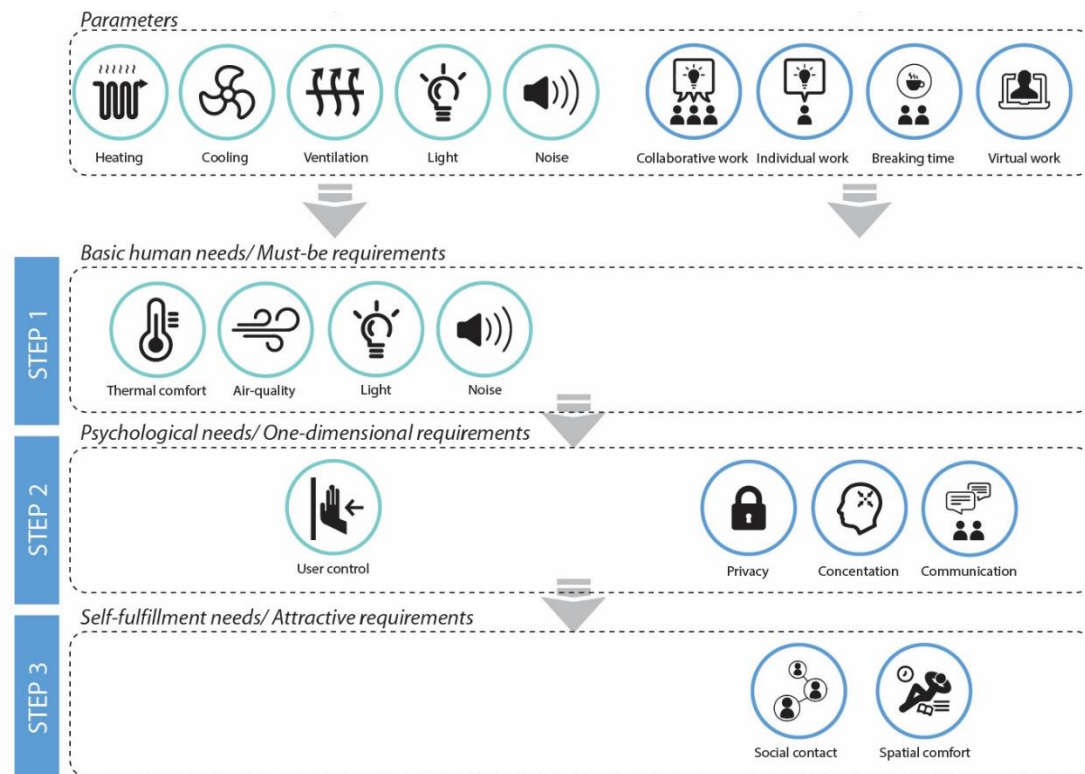 Parameters
Heating
Cooling
Ventilation
Light
Noise
Collaborative work
Individual work
Breaking time
Virtual work
Basic human needs/ Must-be requirements
STEP 1
Thermal comfort
Air-quality
Light
Noise
Psychological needs/ One-dimensional requirements
STEP 2
User control
Privacy
Concentation
Communication
Self-fulfillment needs/ Attractive requirements
STEP 3
Social contact
Spatial comfort